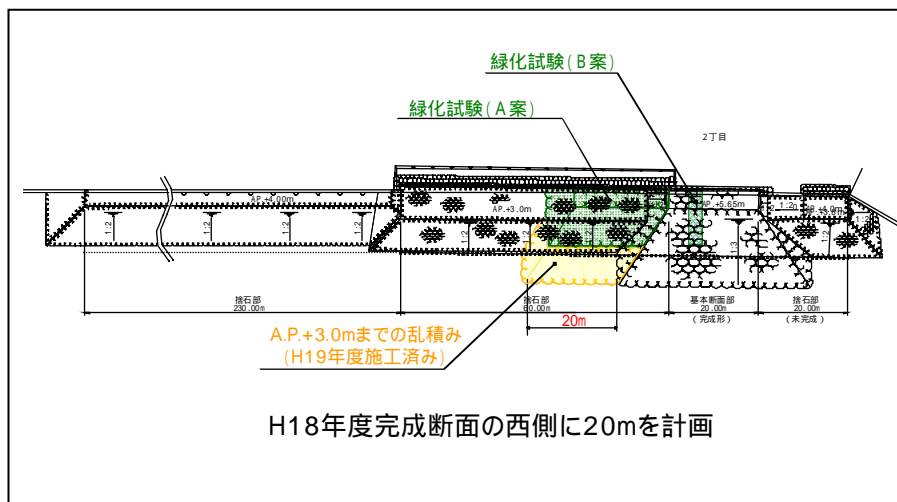 緑化試験(B案)
緑化試験(A案)
2丁目
A.P.+4.00m
A.P.+3.0m
A.P.+5.65m
1:2
1:2
1:2
1:2
1:2
1:2
1:3
1:2
捨石部
230.00m
捨石部
60.00m
基本断面部
20.00m
(完成形)
捨石部
20.00m
(未完成)
20m
A.P.+3.0mまでの乱積み
(H19年度施工済み)
H18年度完成断面の西側に20mを計画